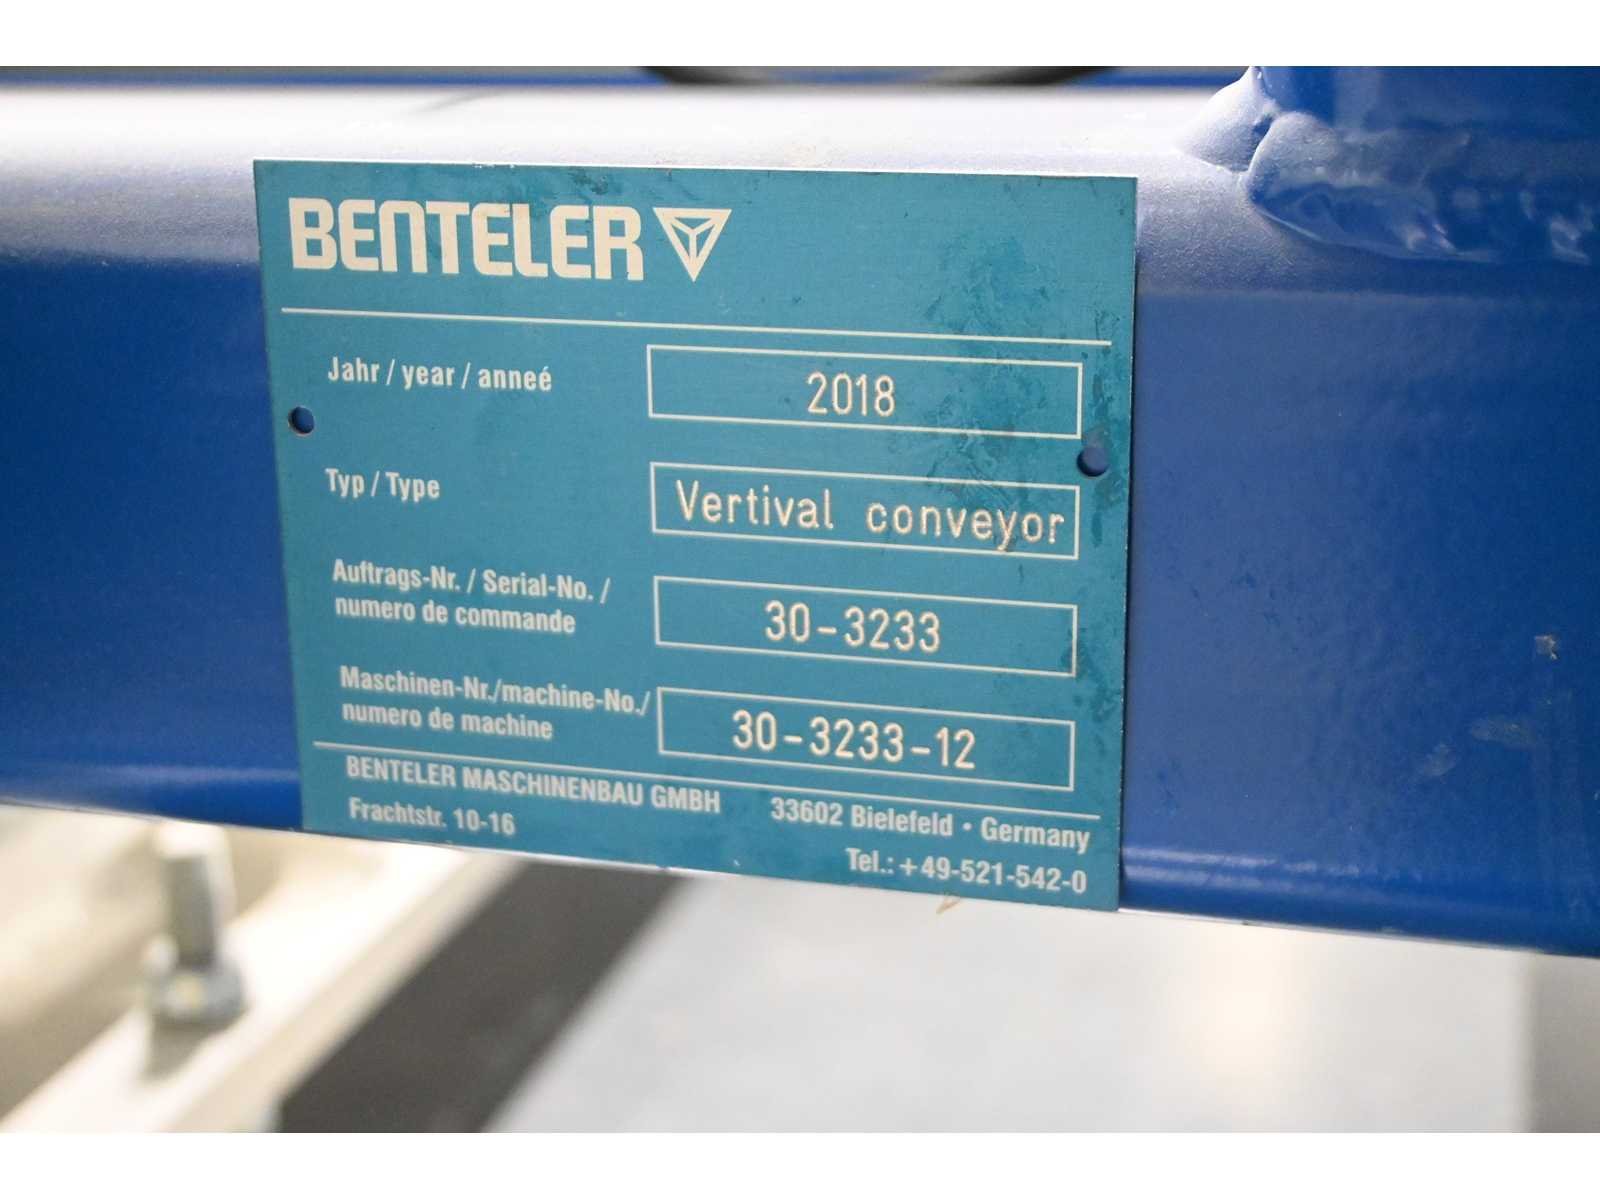 BENTELER
Jahr / year / anneé
2018
Typ / Type
Vertival conveyor
Auftrags-Nr. / Serial-No. /
numero de commande
30-3233
Maschinen-Nr./machine-No./
numero de machine
30-3233-12
BENTELER MASCHINENBAU GMBH
33602 Bielefeld • Germany
Frachtstr. 10-16
Tel.: +49-521-542-0